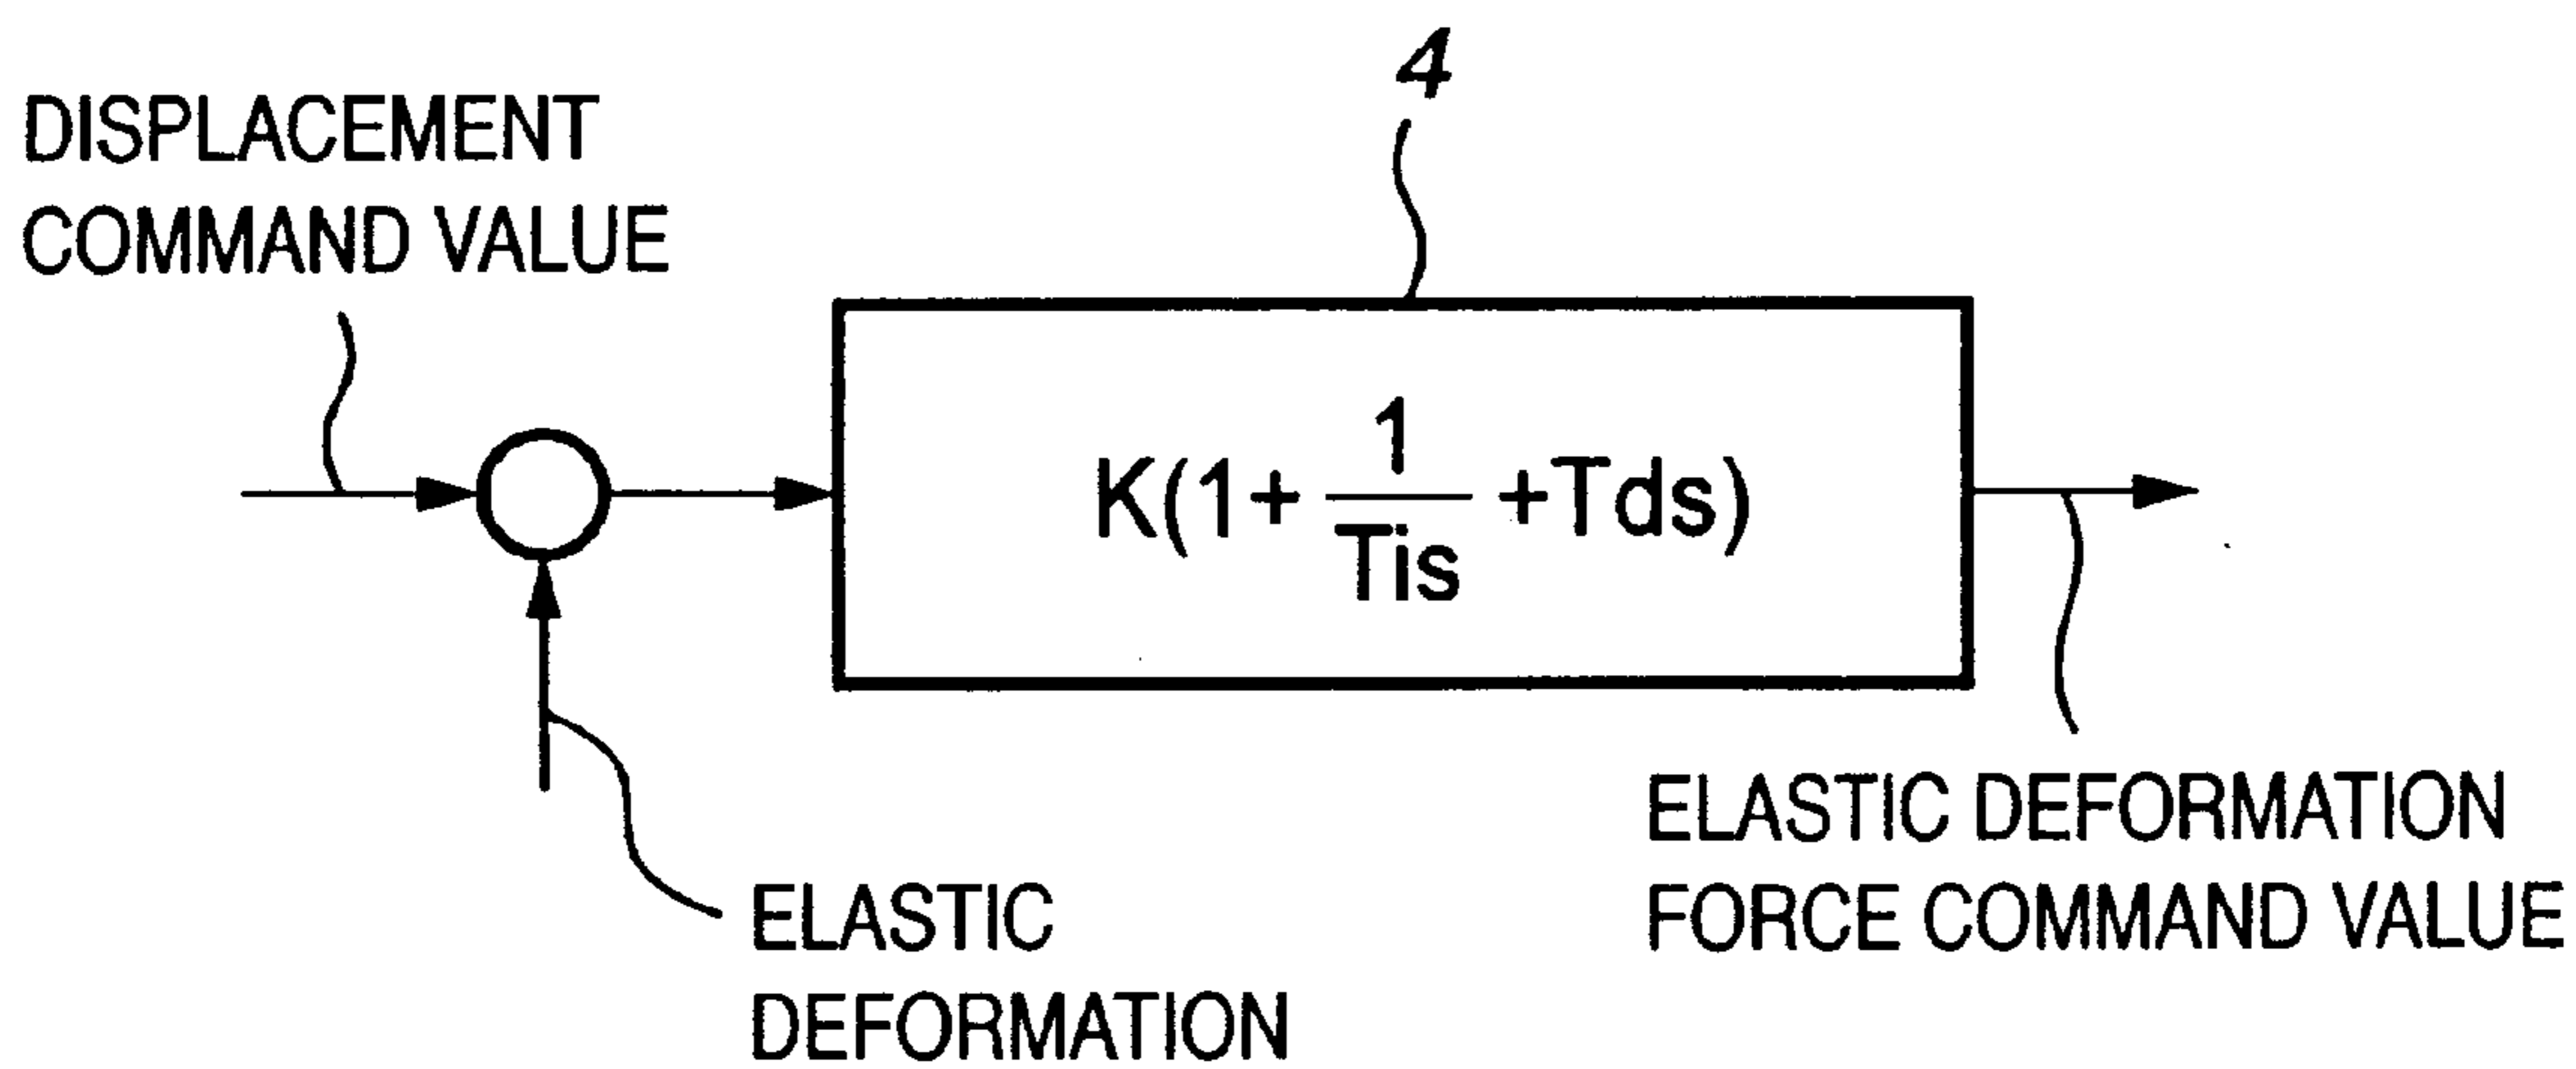 4
DISPLACEMENT
COMMAND VALUE
K(1+ 1/Tis +Tds)
ELASTIC DEFORMATION
FORCE COMMAND VALUE
ELASTIC
DEFORMATION